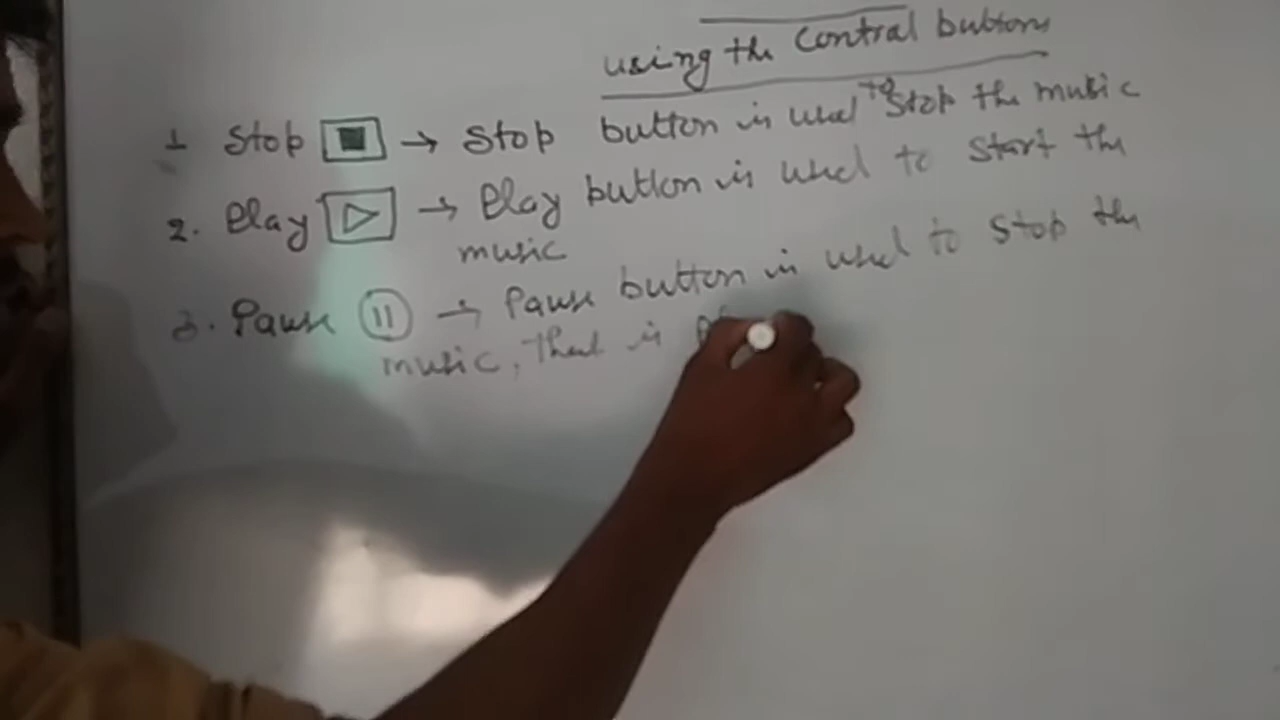 using the Control buttons
1 Stop → Stop button is used to stop the music
2. Play → Play button is used to start the
music
3. Pause → Pause button is used to stop the
music, that is